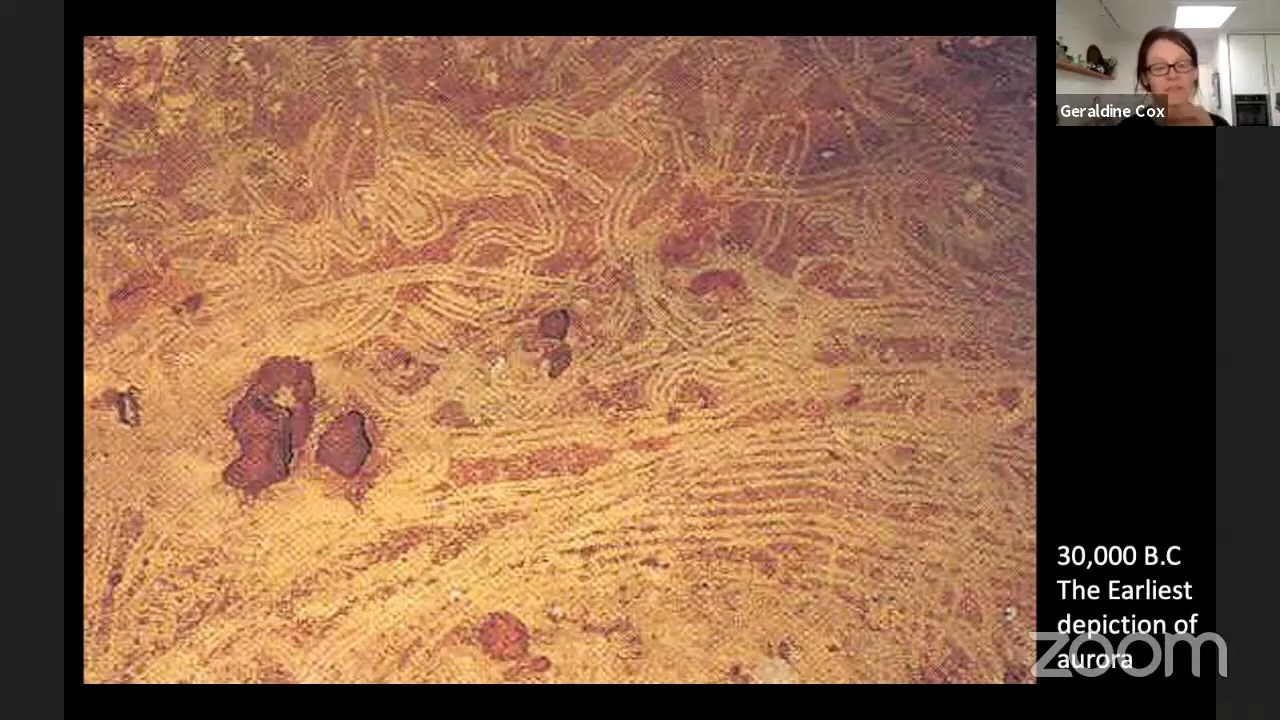 Geraldine Cox
30,000 B.C
The Earliest
depiction of
aurora
zoom